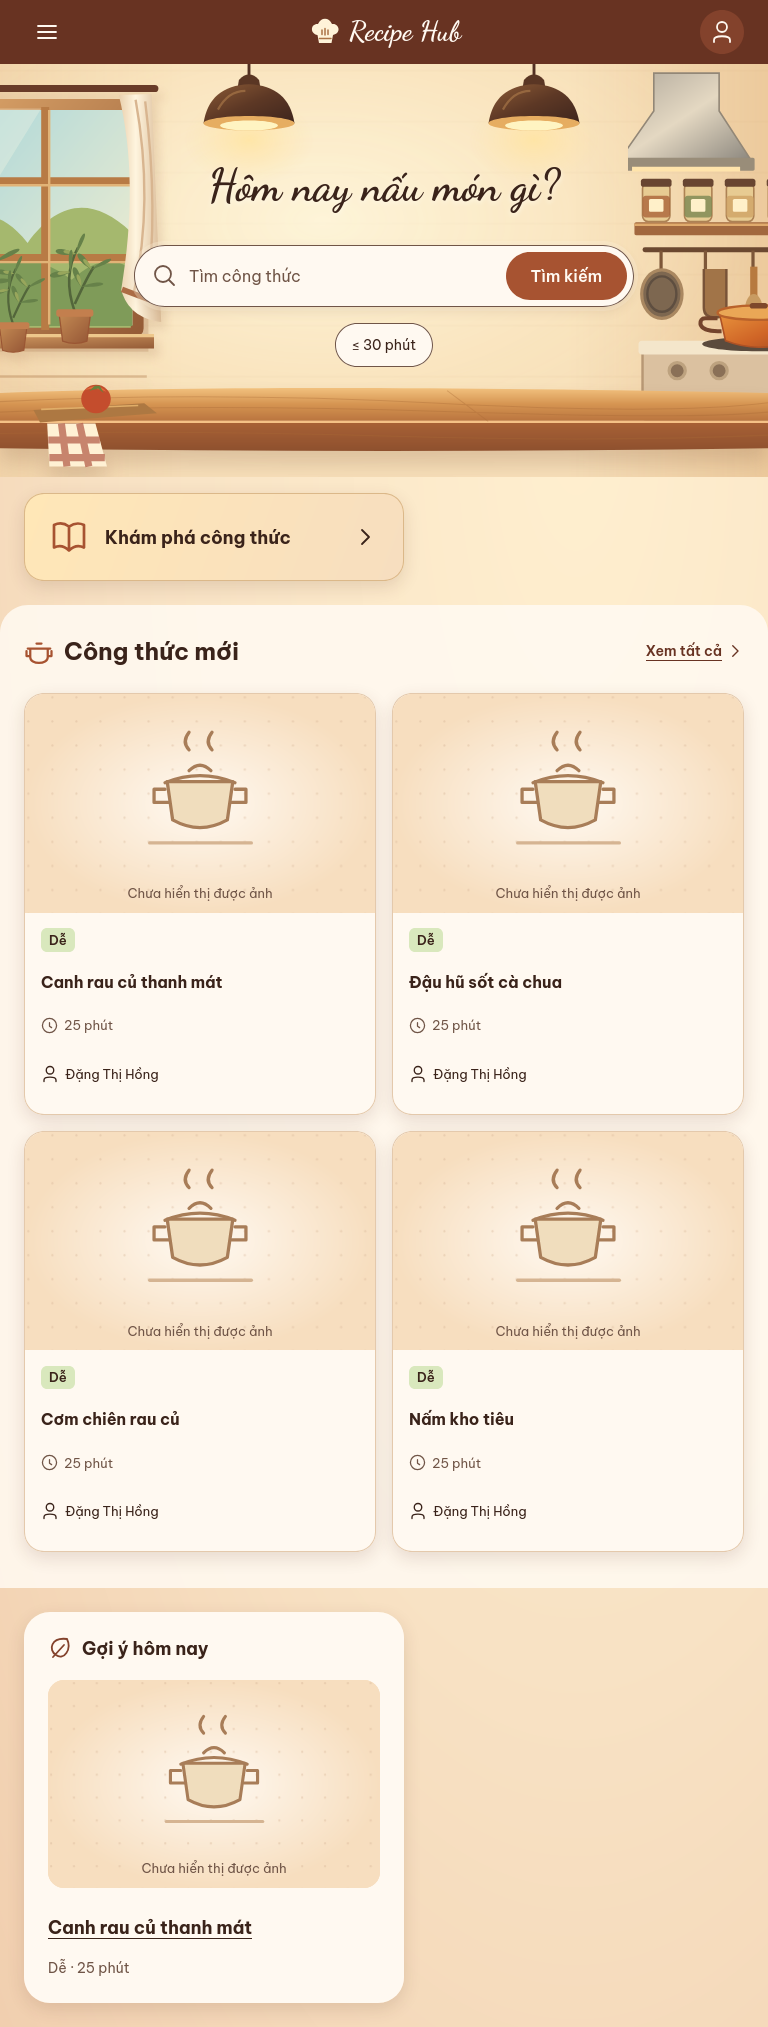 Recipe Hub
Hôm nay nấu món gì?
Tìm công thức
Tìm kiếm
≤ 30 phút
Khám phá công thức
Công thức mới
Xem tất cả
Chưa hiển thị được ảnh
Dễ
Canh rau củ thanh mát
25 phút
Đặng Thị Hồng
Chưa hiển thị được ảnh
Dễ
Đậu hũ sốt cà chua
25 phút
Đặng Thị Hồng
Chưa hiển thị được ảnh
Dễ
Cơm chiên rau củ
25 phút
Đặng Thị Hồng
Chưa hiển thị được ảnh
Dễ
Nấm kho tiêu
25 phút
Đặng Thị Hồng
Gợi ý hôm nay
Chưa hiển thị được ảnh
Canh rau củ thanh mát
Dễ · 25 phút